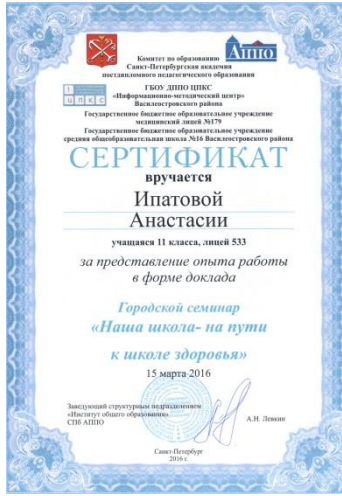 Комитет по образованию
Санкт-Петербургская академия
постдипломного педагогического образования
АППО
ГБОУ ДППО ЦПКС
«Информационно-методический центр»
Василеостровского района
ЦПКС
Государственное бюджетное образовательное учреждение
медицинский лицей №179
Государственное бюджетное образовательное учреждение
средняя общеобразовательная школа №16 Василеостровского района
СЕРТИФИКАТ
вручается
Ипатовой
Анастасии
учащаяся 11 класса, лицей 533
за представление опыта работы
в форме доклада
Городской семинар
«Наша школа- на пути
к школе здоровья»
15 марта 2016
Заведующий структурным подразделением
«Институт общего образования»
СПб АППО
А.Н. Левкин
Санкт-Петербург
2016 г.